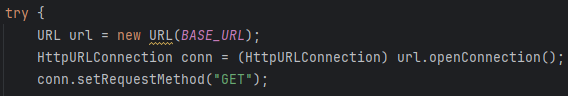 try {
    URL url = new URL(BASE_URL);
    HttpURLConnection conn = (HttpURLConnection) url.openConnection();
    conn.setRequestMethod("GET");